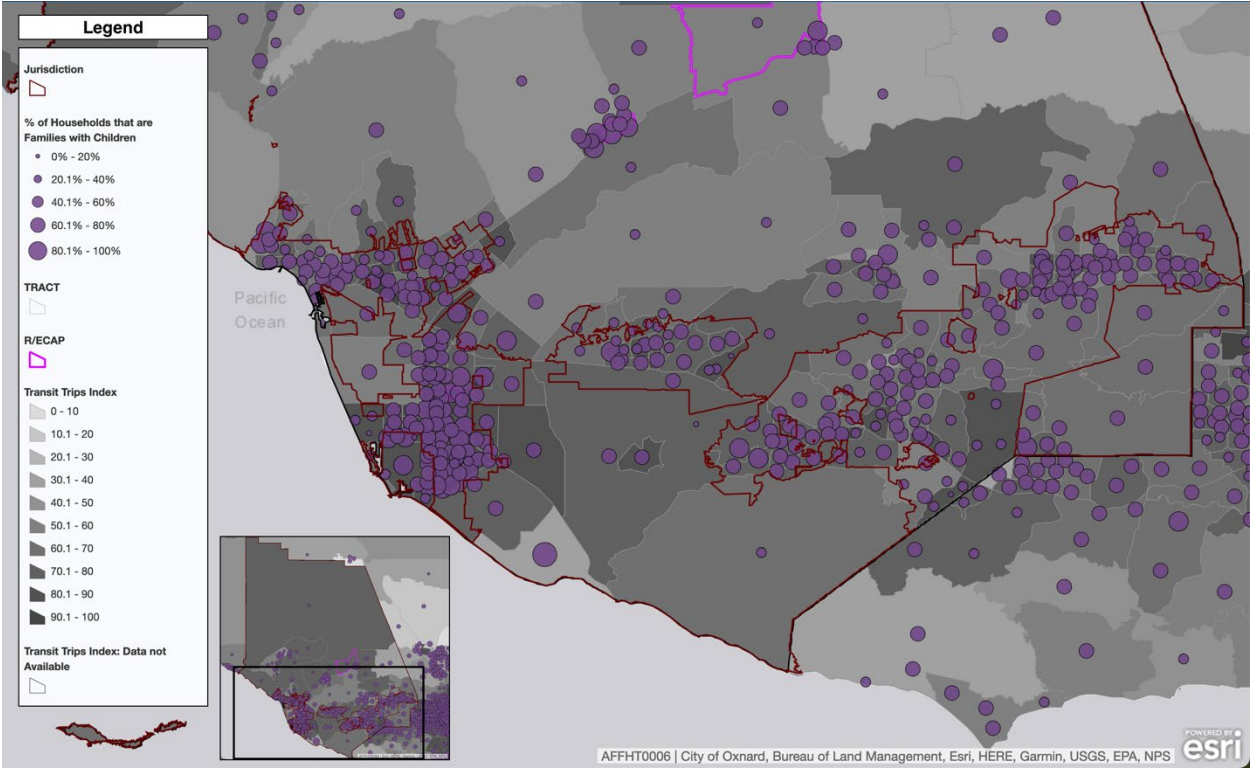 Legend
Jurisdiction
% of Households that are
Families with Children
0% - 20%
20.1% - 40%
40.1% - 60%
60.1% - 80%
80.1% - 100%
TRACT
R/ECAP
Transit Trips Index
0 - 10
10.1 - 20
20.1 - 30
30.1 - 40
40.1 - 50
50.1 - 60
60.1 - 70
70.1 - 80
80.1 - 90
90.1 - 100
Transit Trips Index: Data not
Available
Pacific
Ocean
AFFHT0006 | City of Oxnard, Bureau of Land Management, Esri, HERE, Garmin, USGS, EPA, NPS
POWERED BY
esri